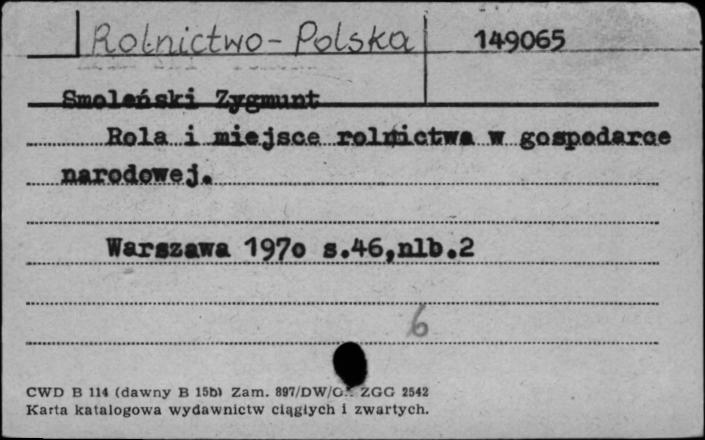 Rolnictwo - Polska 149065
Smoleński Zygmunt
Rola i miejsce rolnictwa w gospodarce
narodowej.
Warszawa 197o s.46,nlb.2
6
CWD B 114 (dawny B 15b) Zam. 897/DW/G ZGG 2542
Karta katalogowa wydawnictw ciągłych i zwartych.